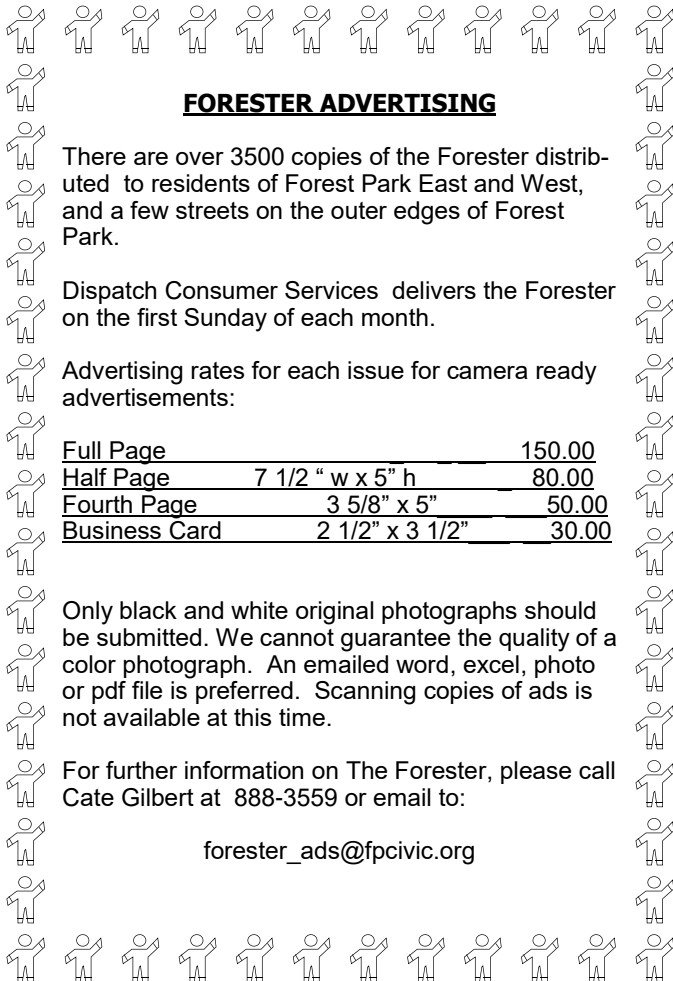 FORESTER ADVERTISING
There are over 3500 copies of the Forester distrib-
uted  to residents of Forest Park East and West,
and a few streets on the outer edges of Forest
Park.
Dispatch Consumer Services  delivers the Forester
on the first Sunday of each month.
Advertising rates for each issue for camera ready
advertisements:
Full Page _ _ __ 150.00
Half Page 7 1/2 “ w x 5” h _ 80.00
Fourth Page 3 5/8” x 5”____ ___50.00
Business Card 2 1/2” x 3 1/2”___ __30.00
Only black and white original photographs should
be submitted. We cannot guarantee the quality of a
color photograph.  An emailed word, excel, photo
or pdf file is preferred.  Scanning copies of ads is
not available at this time.
For further information on The Forester, please call
Cate Gilbert at  888-3559 or email to:
forester_ads@fpcivic.org